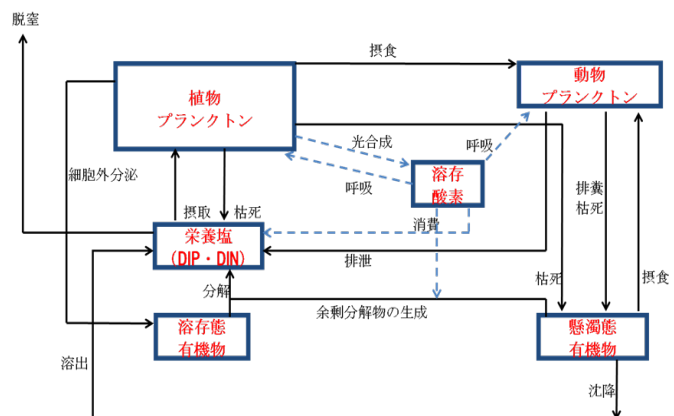 脱窒
摂食
植物
プランクトン
動物
プランクトン
光合成
呼吸
細胞外分泌
呼吸
溶存
酸素
排糞
枯死
摂取
枯死
消費
栄養塩
(DIP・DIN)
排泄
分解
枯死
摂食
余剰分解物の生成
溶存態
有機物
懸濁態
有機物
溶出
沈降